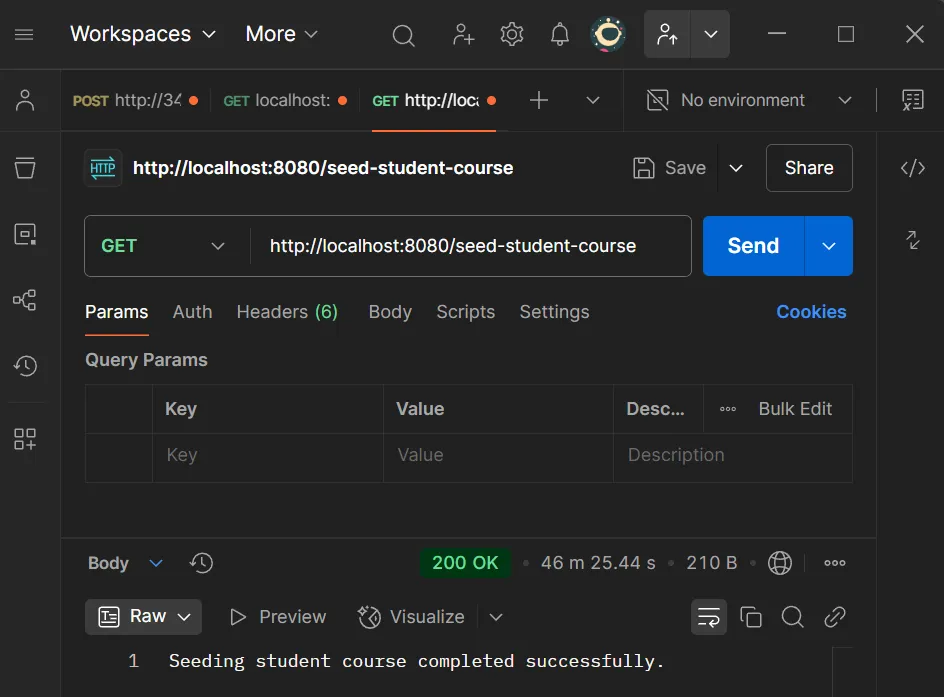 Workspaces More
POST http://34 GET localhost: GET http://loca No environment
HTTP http://localhost:8080/seed-student-course Save Share
GET http://localhost:8080/seed-student-course Send
Params Auth Headers (6) Body Scripts Settings Cookies
Query Params
Key Value Desc... Bulk Edit
Key Value Description
Body 200 OK • 46 m 25.44 s • 210 B •
Raw Preview Visualize
1 Seeding student course completed successfully.